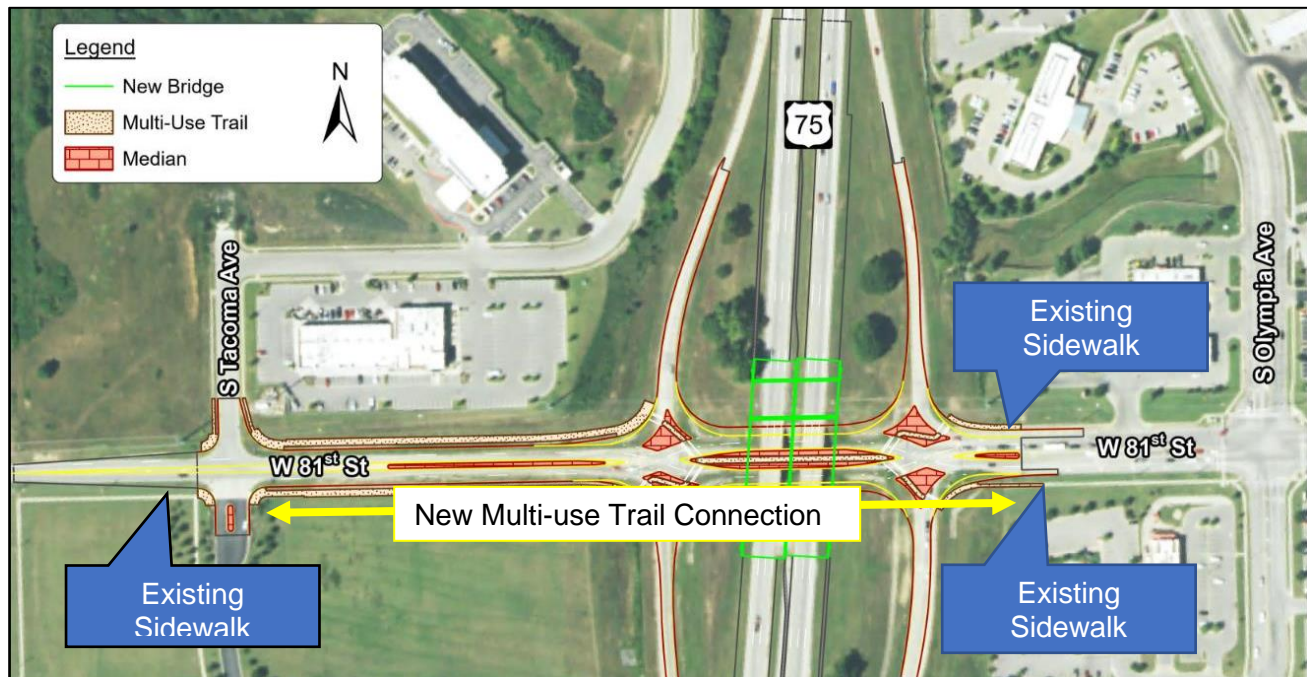 Legend
New Bridge
Multi-Use Trail
Median
N
75
S Tacoma Ave
S Olympia Ave
Existing
Sidewalk
W 81st St
W 81st St
New Multi-use Trail Connection
Existing
Sidewalk
Existing
Sidewalk